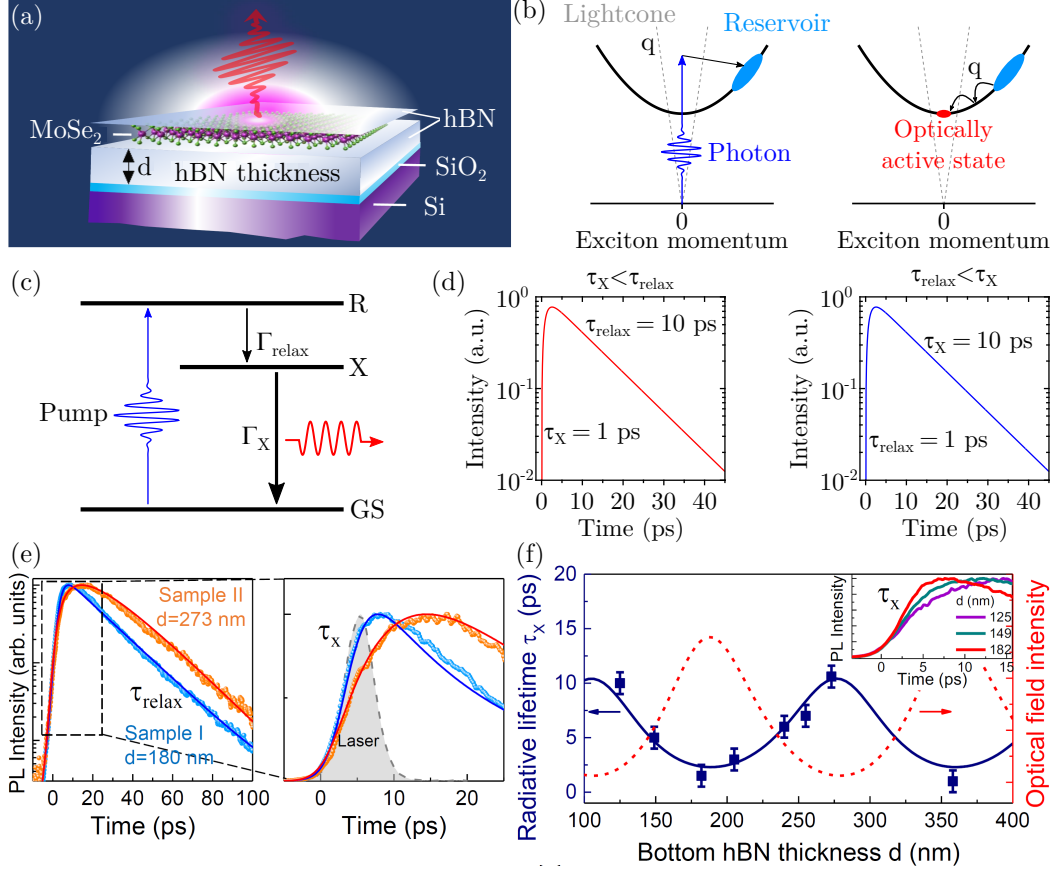 (a)
MoSe2
hBN
d
hBN thickness
SiO2
Si
(b)
Lightcone
Reservoir
q
Photon
0
Exciton momentum
q
Optically
active state
0
Exciton momentum
(c)
R
Γrelax
X
Pump
ΓX
GS
(d)
τX<τrelax
Intensity (a.u.)
10^0
10^-1
10^-2
τrelax = 10 ps
τX = 1 ps
0 10 20 30 40
Time (ps)
τrelax<τX
Intensity (a.u.)
10^0
10^-1
10^-2
τX = 10 ps
τrelax = 1 ps
0 10 20 30 40
Time (ps)
(e)
PL Intensity (arb. units)
Sample II
d=273 nm
τrelax
Sample I
d=180 nm
0 20 40 60 80 100
Time (ps)
τx
Laser
0 10 20
Time (ps)
(f)
Radiative lifetime τX (ps)
20
15
10
5
0
PL Intensity
τX
d (nm)
125
149
182
0 5 10 15
Time (ps)
Optical field intensity
100 150 200 250 300 350 400
Bottom hBN thickness d (nm)